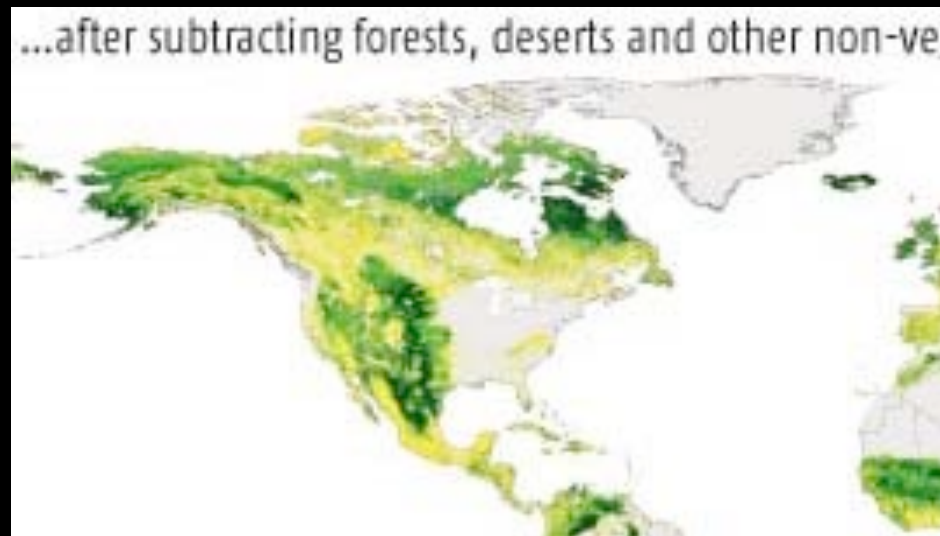 ...after subtracting forests, deserts and other non-ve